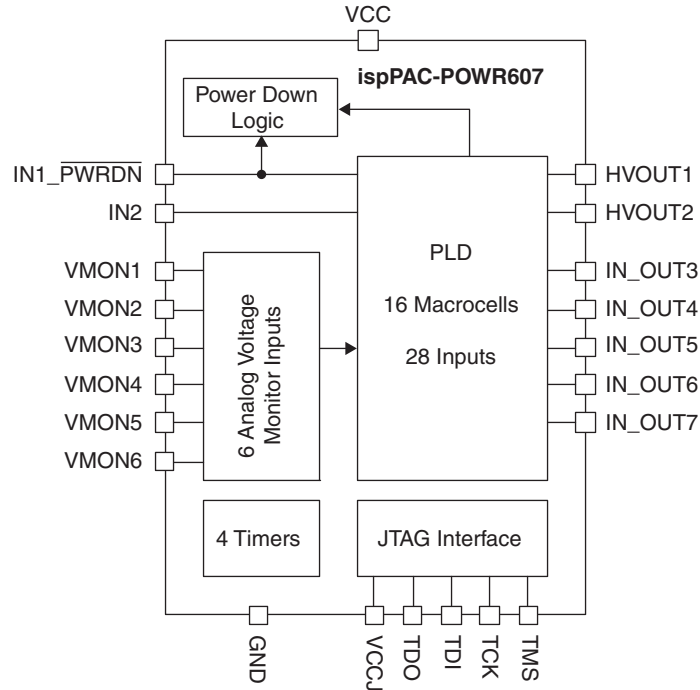 VCC
ispPAC-POWR607
Power Down
Logic
IN1_PWRDN
IN2
VMON1
VMON2
VMON3
VMON4
VMON5
VMON6
6 Analog Voltage
Monitor Inputs
PLD
16 Macrocells
28 Inputs
HVOUT1
HVOUT2
IN_OUT3
IN_OUT4
IN_OUT5
IN_OUT6
IN_OUT7
4 Timers
JTAG Interface
GND
VCCJ
TDO
TDI
TCK
TMS